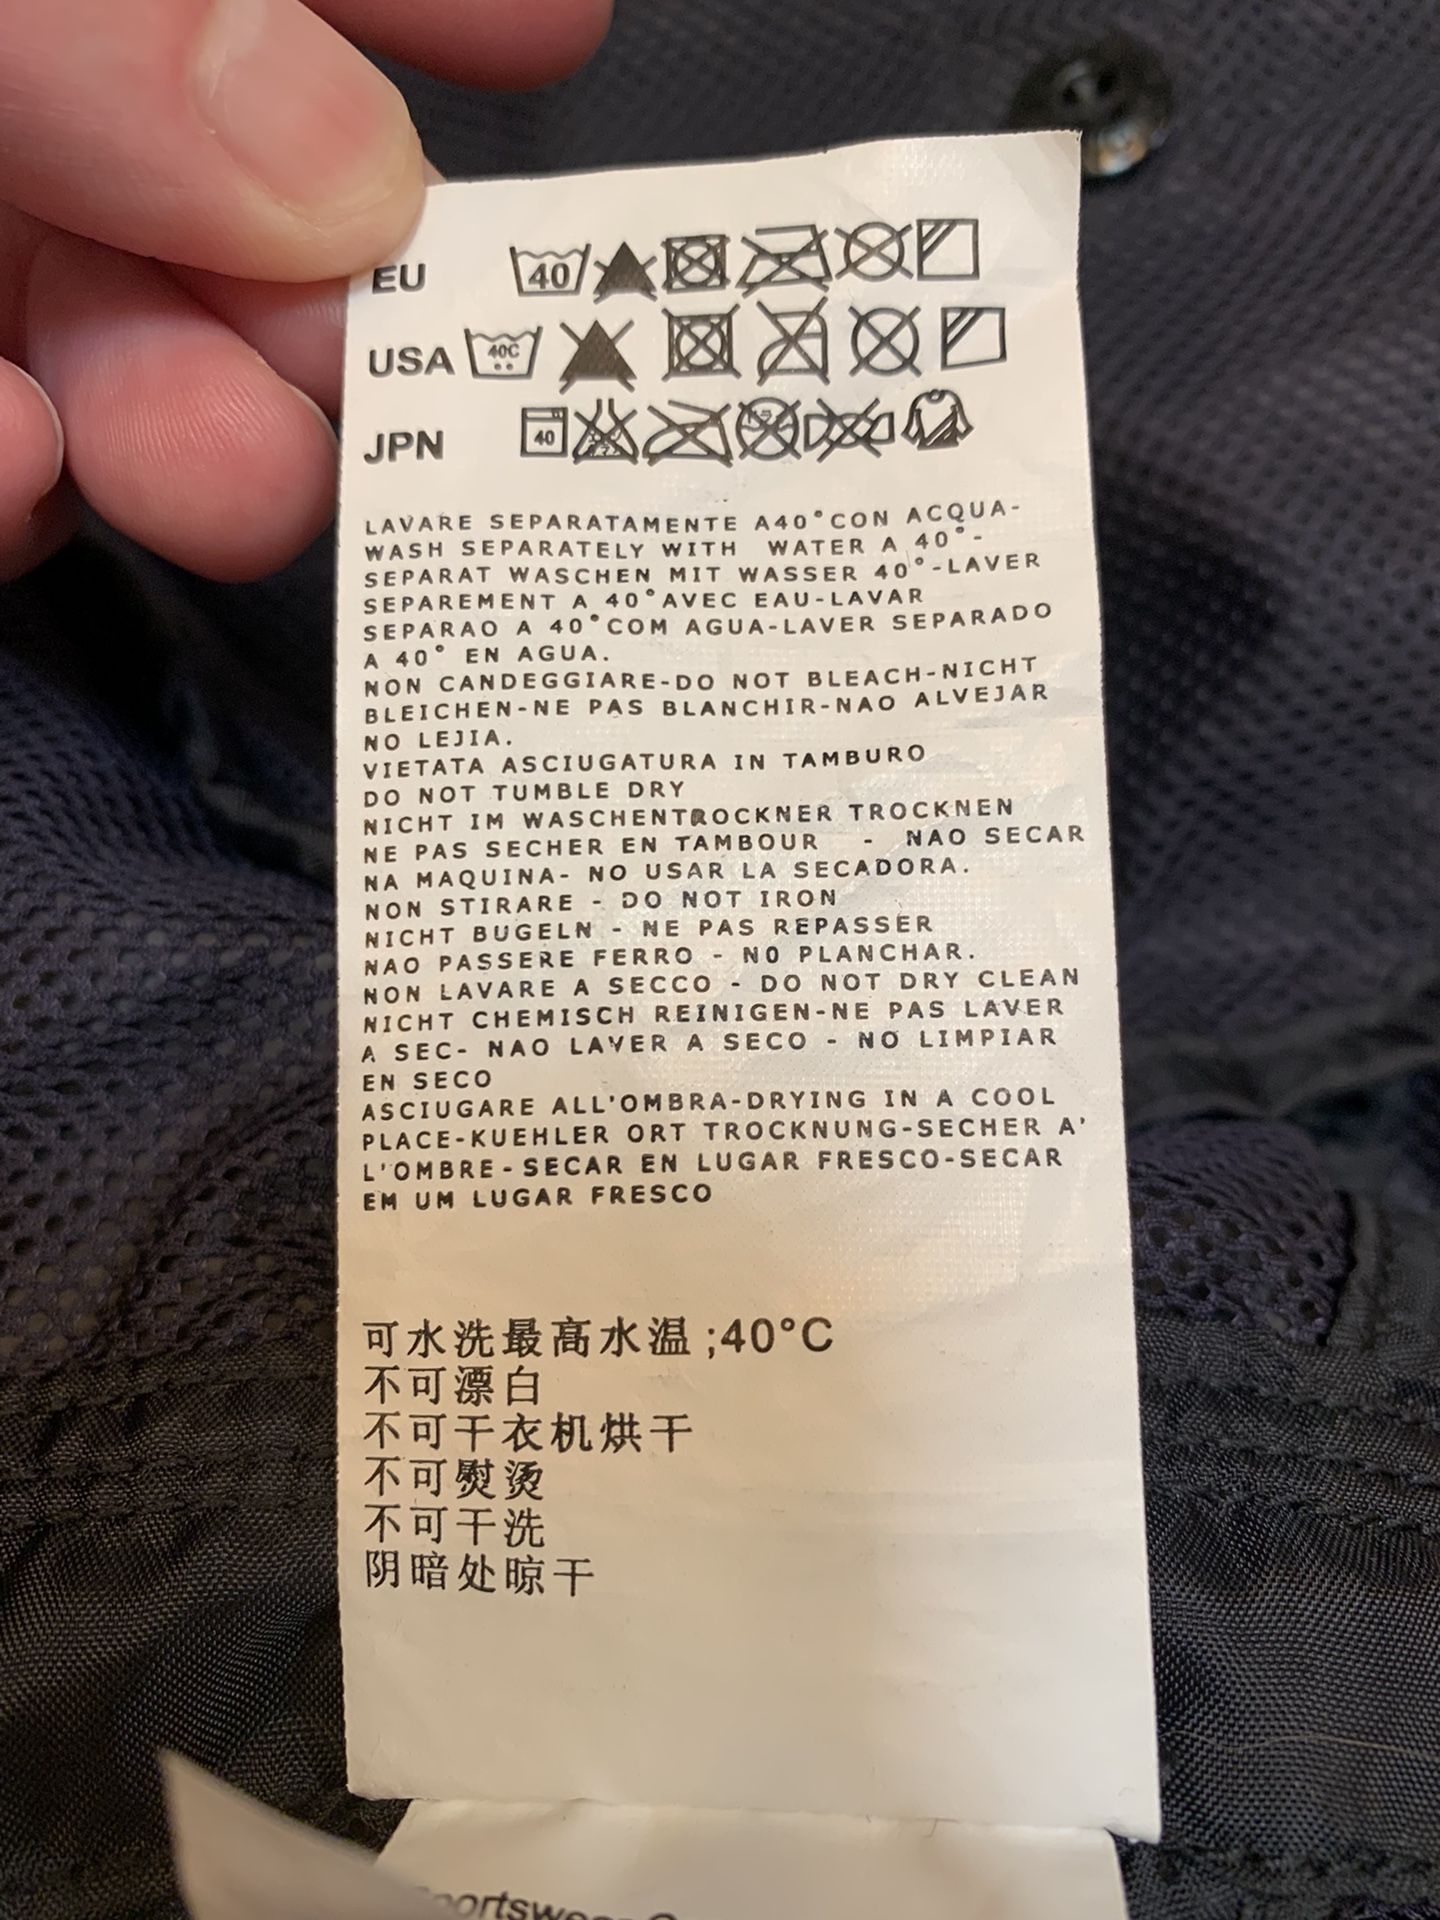 EU 40
USA 40C
JPN 40
LAVARE SEPARATAMENTE A40°CON ACQUA-
WASH SEPARATELY WITH WATER A 40°-
SEPARAT WASCHEN MIT WASSER 40°-LAVER
SEPAREMENT A 40°AVEC EAU-LAVAR
SEPARAO A 40°COM AGUA-LAVER SEPARADO
A 40° EN AGUA.
NON CANDEGGIARE-DO NOT BLEACH-NICHT
BLEICHEN-NE PAS BLANCHIR-NAO ALVEJAR
NO LEJIA.
VIETATA ASCIUGATURA IN TAMBURO
DO NOT TUMBLE DRY
NICHT IM WASCHENTROCKNER TROCKNEN
NE PAS SECHER EN TAMBOUR - NAO SECAR
NA MAQUINA- NO USAR LA SECADORA.
NON STIRARE - DO NOT IRON
NICHT BUGELN - NE PAS REPASSER
NAO PASSERE FERRO - NO PLANCHAR.
NON LAVARE A SECCO - DO NOT DRY CLEAN
NICHT CHEMISCH REINIGEN-NE PAS LAVER
A SEC- NAO LAVER A SECO - NO LIMPIAR
EN SECO
ASCIUGARE ALL'OMBRA-DRYING IN A COOL
PLACE-KUEHLER ORT TROCKNUNG-SECHER A'
L'OMBRE-SECAR EN LUGAR FRESCO-SECAR
EM UM LUGAR FRESCO
可水洗最高水温;40°C
不可漂白
不可干衣机烘干
不可熨烫
不可干洗
阴暗处晾干